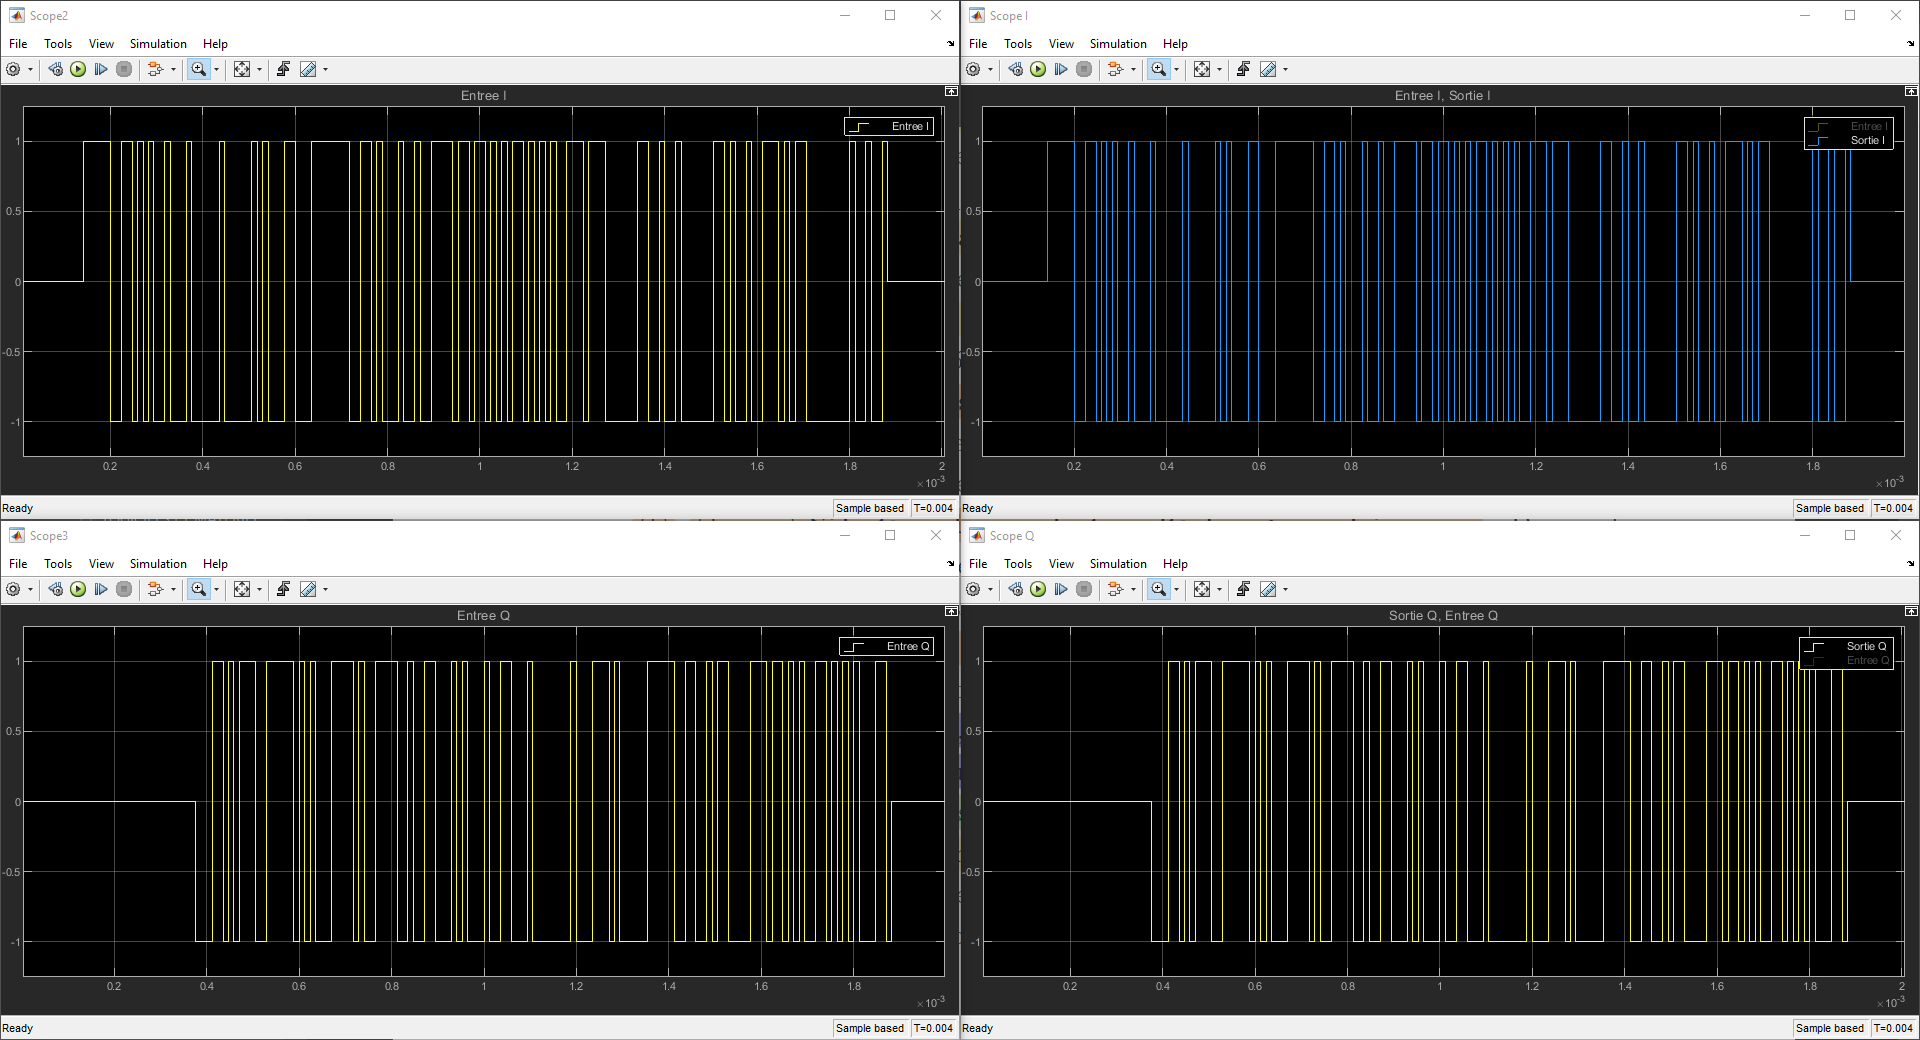 Scope2
File Tools View Simulation Help
Entree I
Entree I
1
0.5
0
-0.5
-1
0.2 0.4 0.6 0.8 1 1.2 1.4 1.6 1.8 2
×10-3
Ready Sample based T=0.004
Scope I
File Tools View Simulation Help
Entree I, Sortie I
Entree I
Sortie I
1
0.5
0
-0.5
-1
0.2 0.4 0.6 0.8 1 1.2 1.4 1.6 1.8
×10-3
Ready Sample based T=0.004
Scope3
File Tools View Simulation Help
Entree Q
Entree Q
1
0.5
0
-0.5
-1
0.2 0.4 0.6 0.8 1 1.2 1.4 1.6 1.8
×10-3
Ready Sample based T=0.004
Scope Q
File Tools View Simulation Help
Sortie Q, Entree Q
Sortie Q
Entree Q
1
0.5
0
-0.5
-1
0.2 0.4 0.6 0.8 1 1.2 1.4 1.6 1.8 2
×10-3
Ready Sample based T=0.004